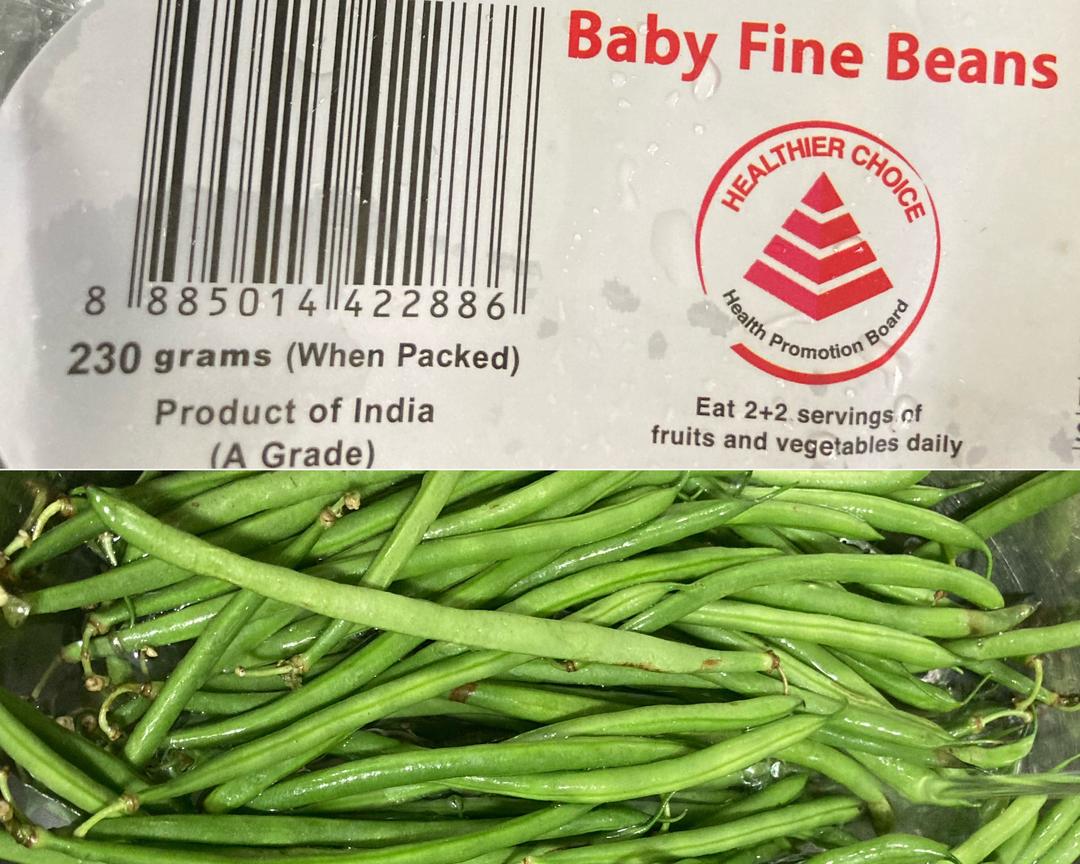 Baby Fine Beans
HEALTHIER CHOICE
Health Promotion Board
Eat 2+2 servings of
fruits and vegetables daily
8 885014 422886
230 grams (When Packed)
Product of India
(A Grade)